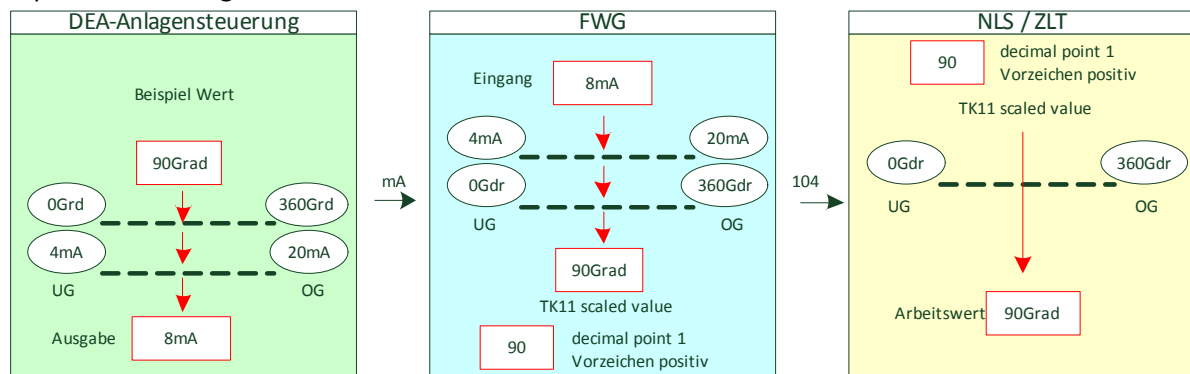 DEA-Anlagensteuerung
Beispiel Wert
90Grad
0Grd
360Grd
4mA
20mA
UG
OG
Ausgabe
8mA
mA
FWG
Eingang
8mA
4mA
20mA
0Gdr
360Gdr
UG
OG
90Grad
TK11 scaled value
90
decimal point 1
Vorzeichen positiv
104
NLS / ZLT
90
decimal point 1
Vorzeichen positiv
TK11 scaled value
0Gdr
360Gdr
UG
OG
Arbeitswert
90Grad